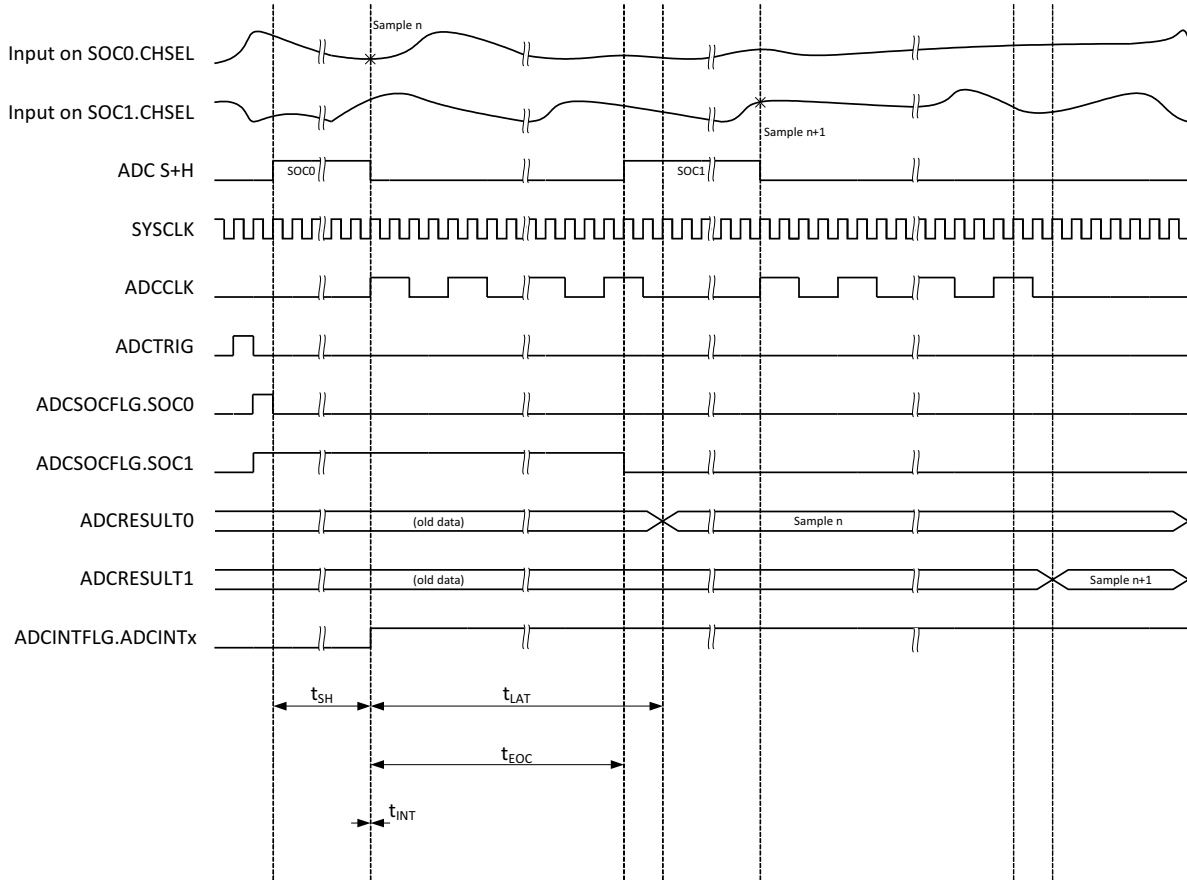 Sample n
Input on SOC0.CHSEL
Input on SOC1.CHSEL
Sample n+1
ADC S+H
SOC0
SOC1
SYSCLK
ADCCLK
ADCTRIG
ADCSOCFLG.SOC0
ADCSOCFLG.SOC1
ADCRESULT0
(old data)
Sample n
ADCRESULT1
(old data)
Sample n+1
ADCINTFLG.ADCINTx
tSH
tLAT
tEOC
tINT